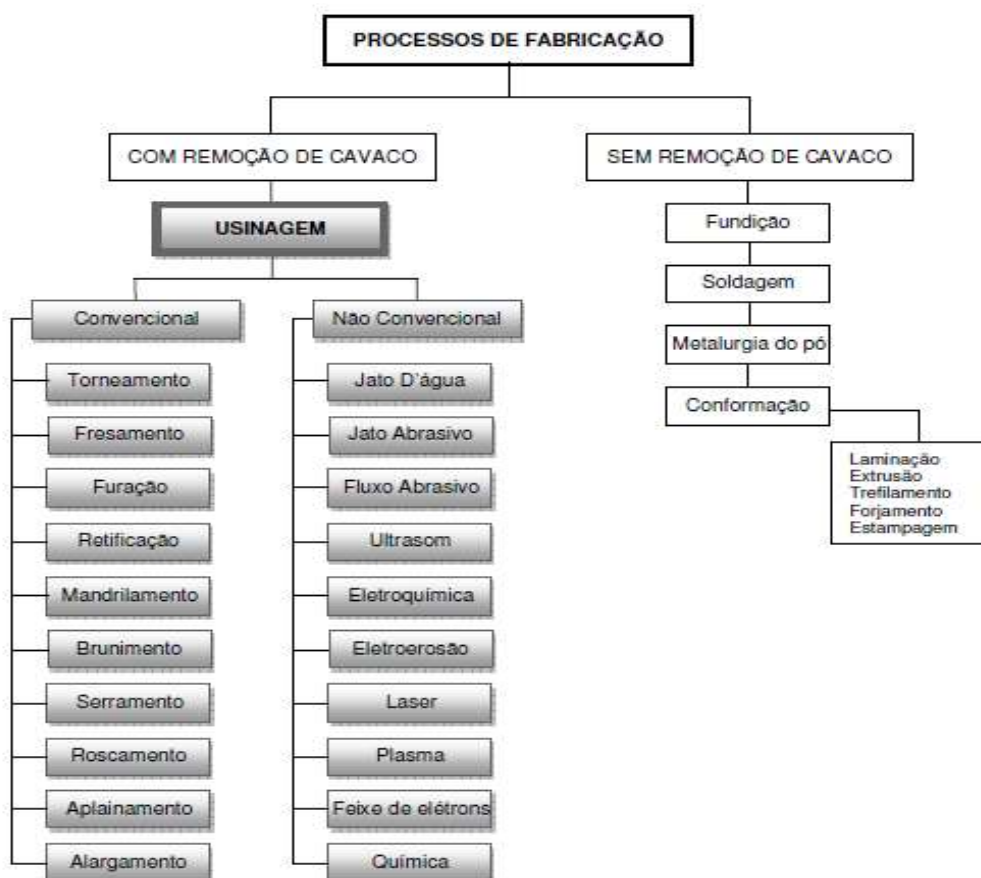 PROCESSOS DE FABRICAÇÃO
COM REMOÇÃO DE CAVACO
SEM REMOÇÃO DE CAVACO
USINAGEM
Convencional
Torneamento
Fresamento
Furação
Retificação
Mandrilamento
Brunimento
Serramento
Roscamento
Aplainamento
Alargamento
Não Convencional
Jato D'água
Jato Abrasivo
Fluxo Abrasivo
Ultrasom
Eletroquímica
Eletroerosão
Laser
Plasma
Feixe de elétrons
Química
Fundição
Soldagem
Metalurgia do pó
Conformação
Laminação
Extrusão
Trefilamento
Forjamento
Estampagem